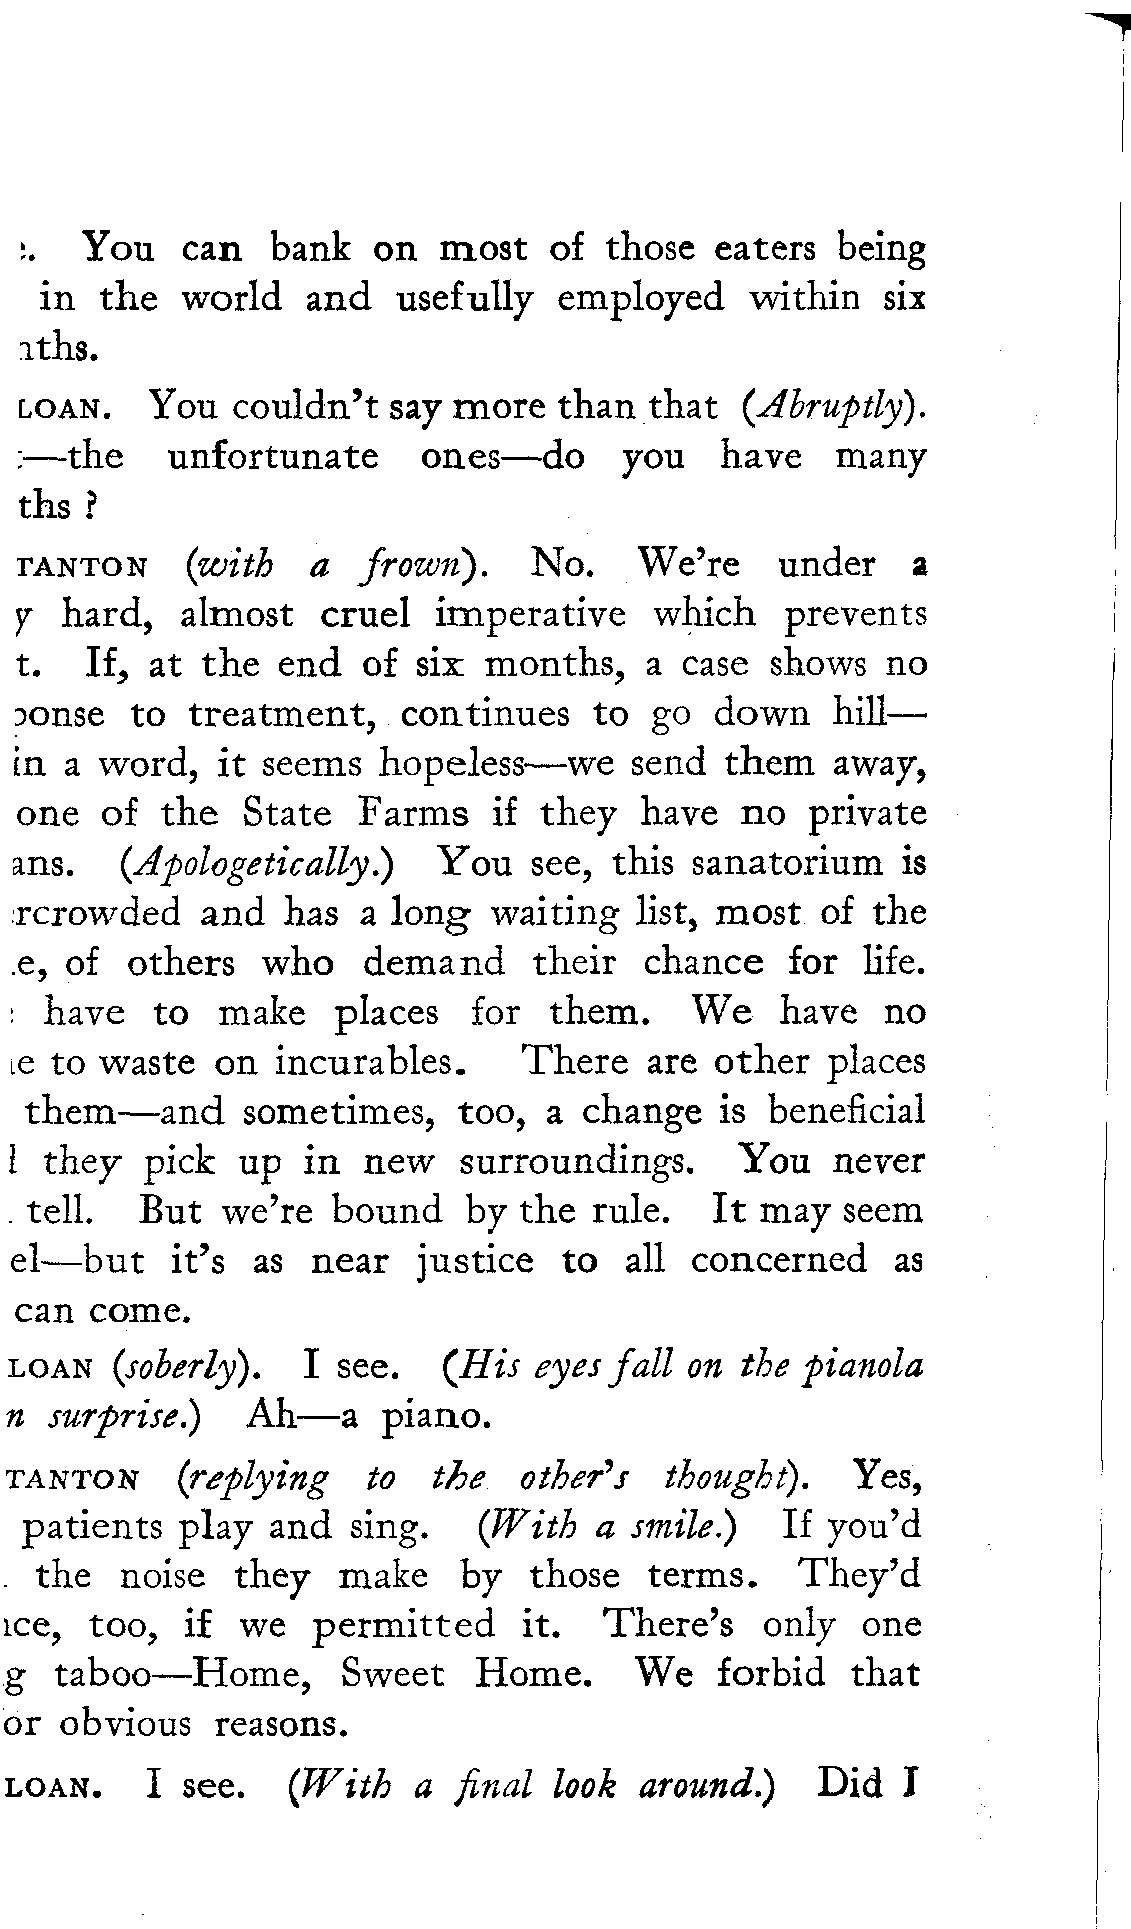 You can bank on most of those eaters being
in the world and usefully employed within six
ths.
LOAN. You couldn't say more than that (Abruptly).
—the unfortunate ones—do you have many
ths ?
TANTON (with a frown). No. We're under a
y hard, almost cruel imperative which prevents
t. If, at the end of six months, a case shows no
onse to treatment, continues to go down hill—
in a word, it seems hopeless—we send them away,
one of the State Farms if they have no private
ans. (Apologetically.) You see, this sanatorium is
rcrowded and has a long waiting list, most of the
e, of others who demand their chance for life.
have to make places for them. We have no
e to waste on incurables. There are other places
them—and sometimes, too, a change is beneficial
they pick up in new surroundings. You never
tell. But we're bound by the rule. It may seem
el—but it's as near justice to all concerned as
can come.
LOAN (soberly). I see. (His eyes fall on the pianola
n surprise.) Ah—a piano.
TANTON (replying to the other's thought). Yes,
patients play and sing. (With a smile.) If you'd
the noise they make by those terms. They'd
ce, too, if we permitted it. There's only one
g taboo—Home, Sweet Home. We forbid that
or obvious reasons.
LOAN. I see. (With a final look around.) Did I